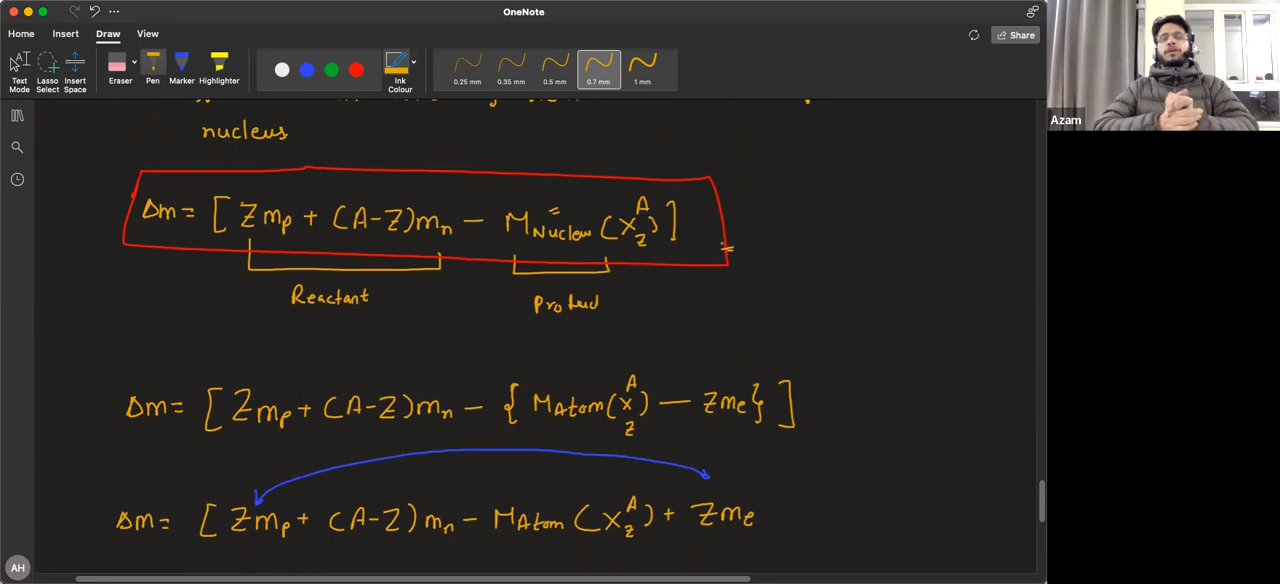 OneNote
Home Insert Draw View
Share
Text Mode
Lasso Select
Insert Space
Eraser
Pen
Marker
Highlighter
Ink Colour
0.25 mm
0.35 mm
0.5 mm
0.7 mm
1 mm
Azam
nucleus
Δm = [ Zmp + (A-Z)mn - MNuclew (X A Z) ]
Reactant
Δm = [ Zmp + (A-Z)mn - { MAtom (X A Z) - Zme } ]
Δm = [ Zmp + (A-Z)mn - MAtom (X A Z) + Zme
AH